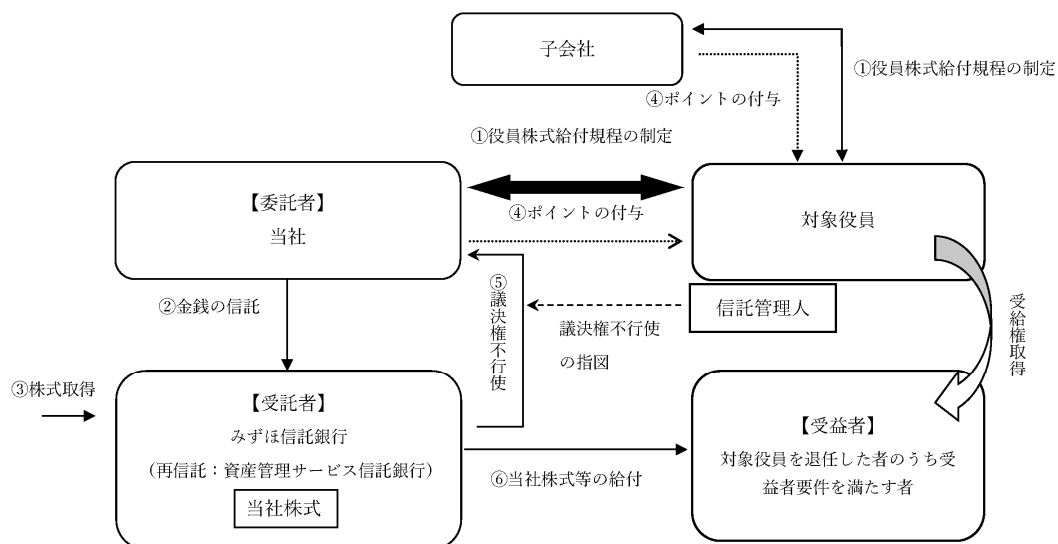 子会社
①役員株式給付規程の制定
④ポイントの付与
①役員株式給付規程の制定
【委託者】
当社
④ポイントの付与
対象役員
②金銭の信託
⑤議決権不行使
議決権不行使
の指図
信託管理人
受給権取得
③株式取得
【受託者】
みずほ信託銀行
(再信託：資産管理サービス信託銀行)
当社株式
⑥当社株式等の給付
【受益者】
対象役員を退任した者のうち受
益者要件を満たす者